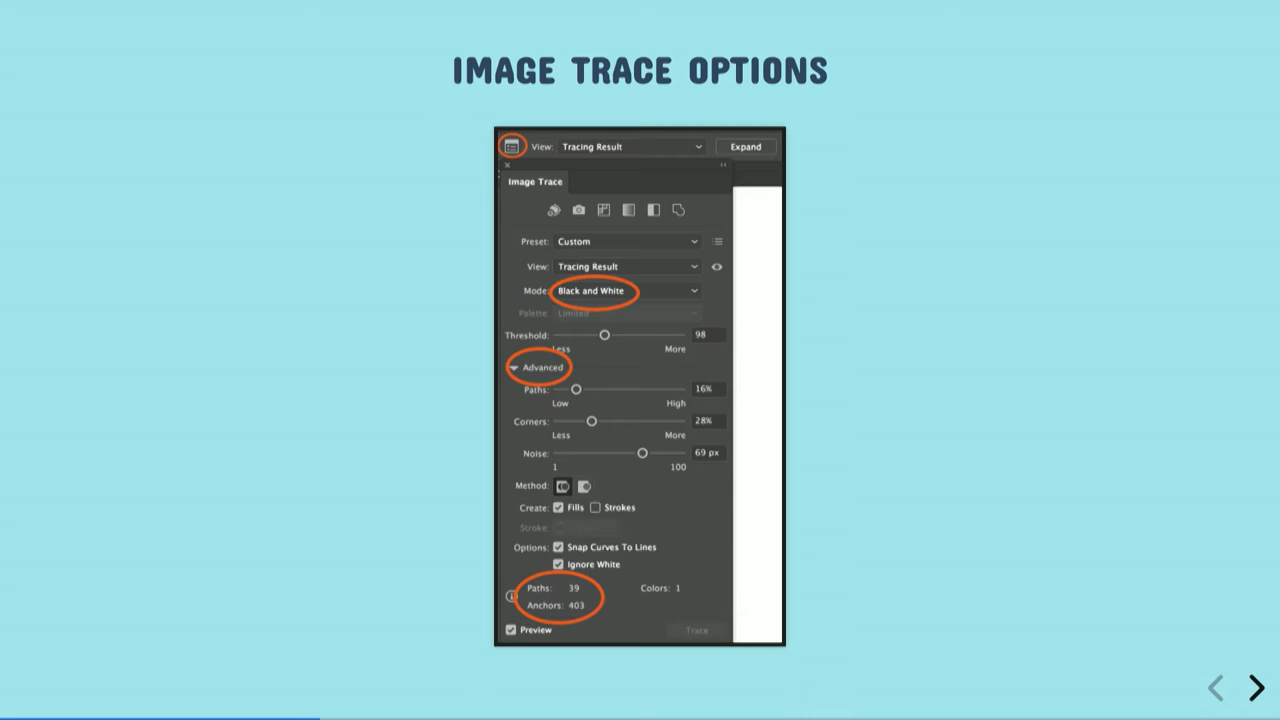 IMAGE TRACE OPTIONS
View: Tracing Result Expand
Image Trace
Preset: Custom
View: Tracing Result
Mode: Black and White
Palette: Limited
Threshold: 98
Less More
Advanced
Paths: 16%
Low High
Corners: 28%
Less More
Noise: 69 px
1 100
Method:
Create: Fills Strokes
Stroke:
Options: Snap Curves To Lines
Ignore White
Paths: 39 Colors: 1
Anchors: 403
Preview Trace